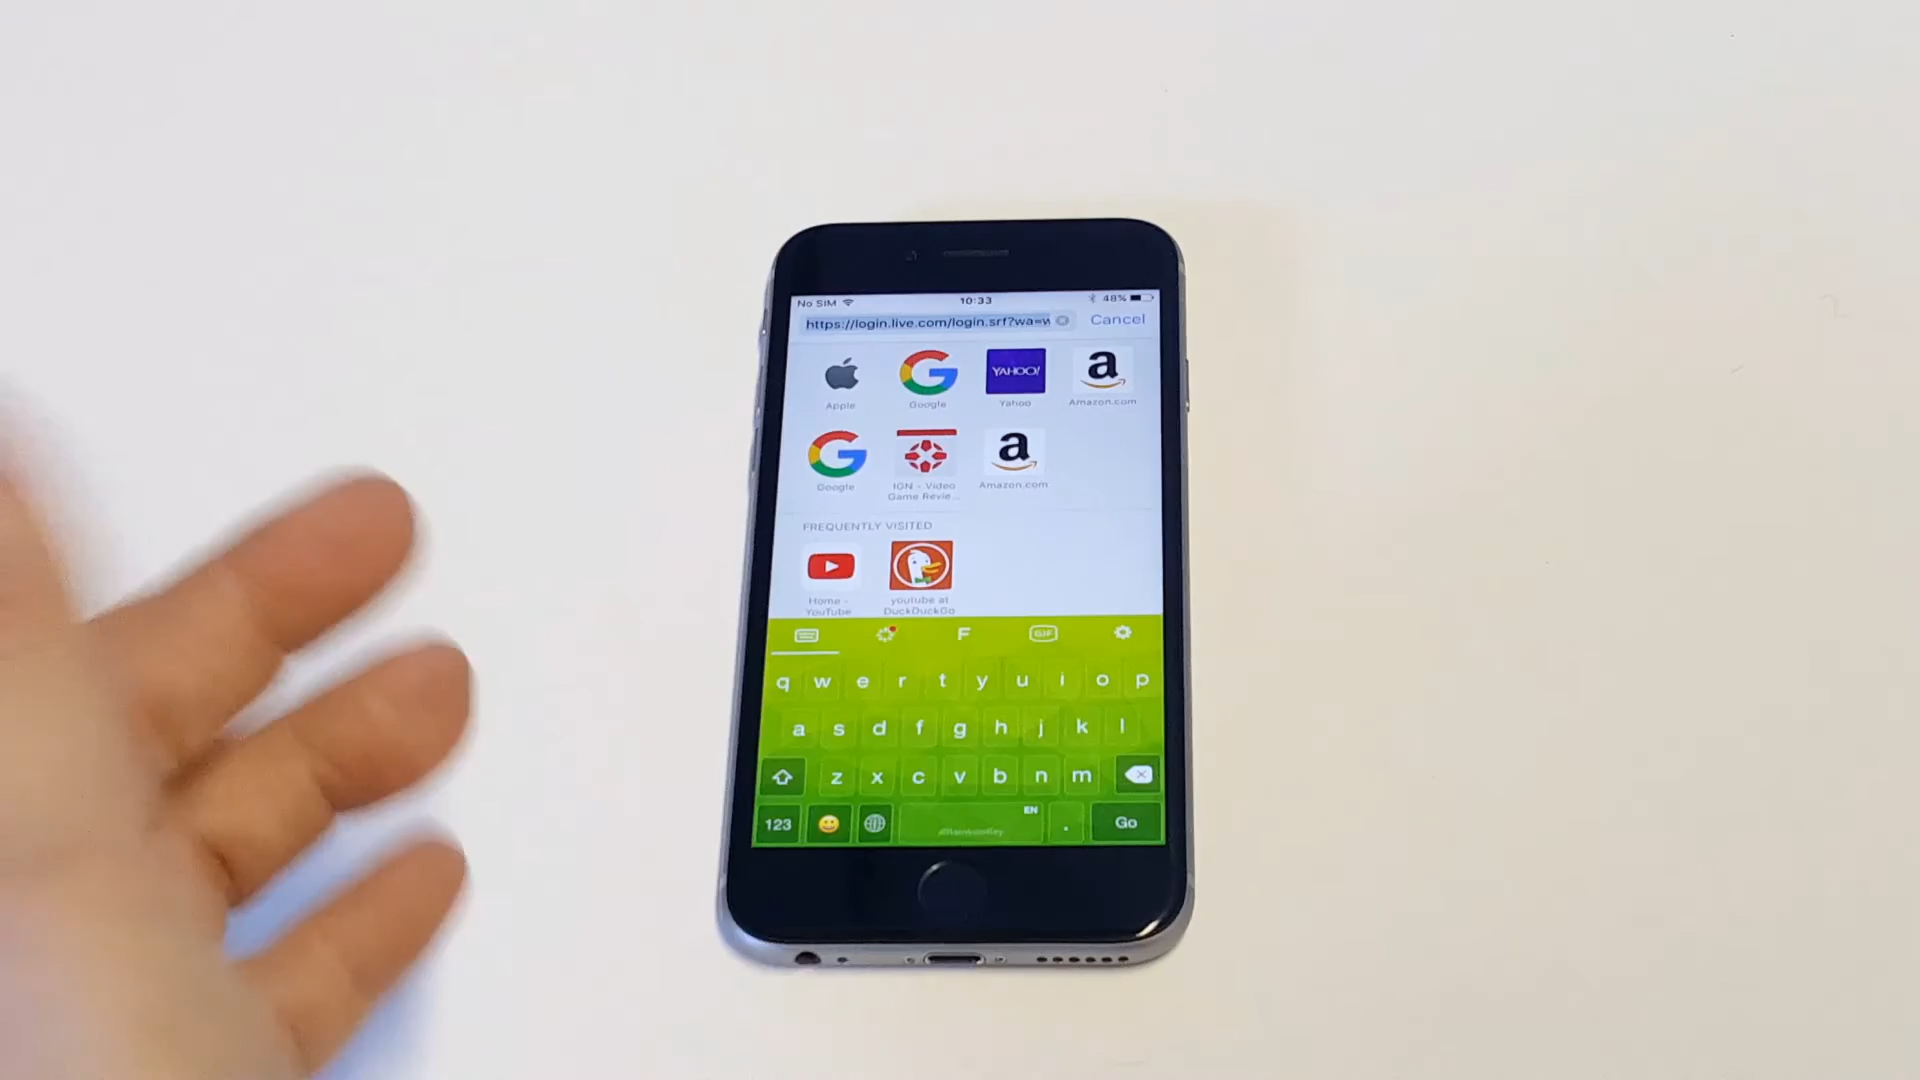 No SIM 10:33 48%
https://login.live.com/login.srf?wa=w Cancel
YAHOO!
Apple Google Yahoo Amazon.com
Google IGN - Video Game Revie... Amazon.com
FREQUENTLY VISITED
Home - YouTube
youtube at DuckDuckGo
F GIF
q w e r t y u i o p
a s d f g h j k l
z x c v b n m
123 EN . Go